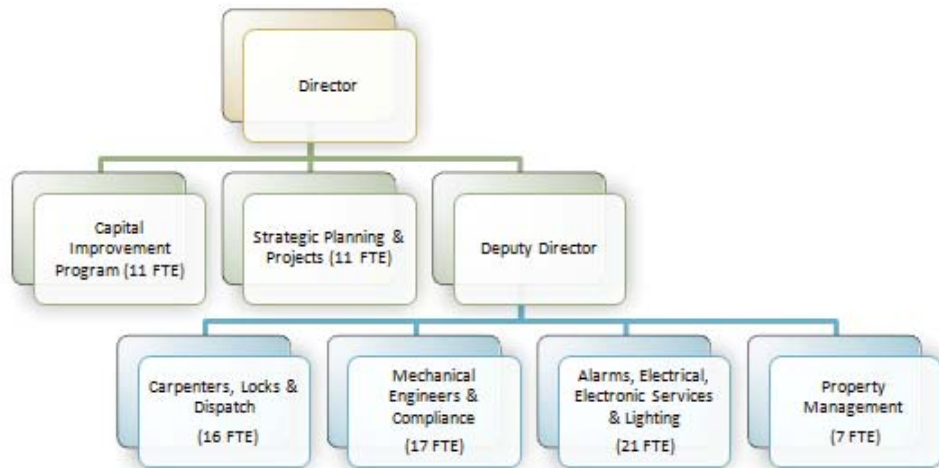 Director
Capital
Improvement
Program (11 FTE)
Strategic Planning &
Projects (11 FTE)
Deputy Director
Carpenters, Locks &
Dispatch
(16 FTE)
Mechanical
Engineers &
Compliance
(17 FTE)
Alarms, Electrical,
Electronic Services
& Lighting
(21 FTE)
Property
Management
(7 FTE)